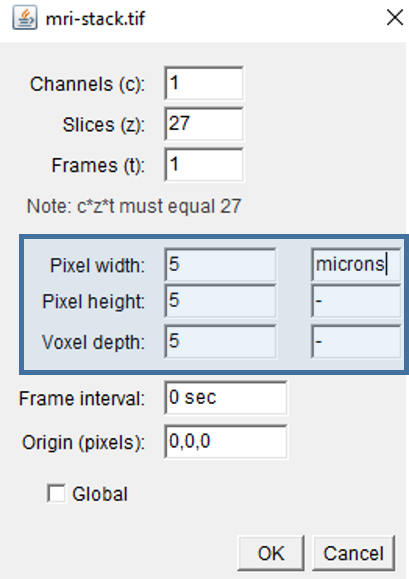 mri-stack.tif
Channels (c): 1
Slices (z): 27
Frames (t): 1
Note: c*z*t must equal 27
Pixel width: 5 microns
Pixel height: 5 -
Voxel depth: 5 -
Frame interval: 0 sec
Origin (pixels): 0,0,0
Global
OK Cancel